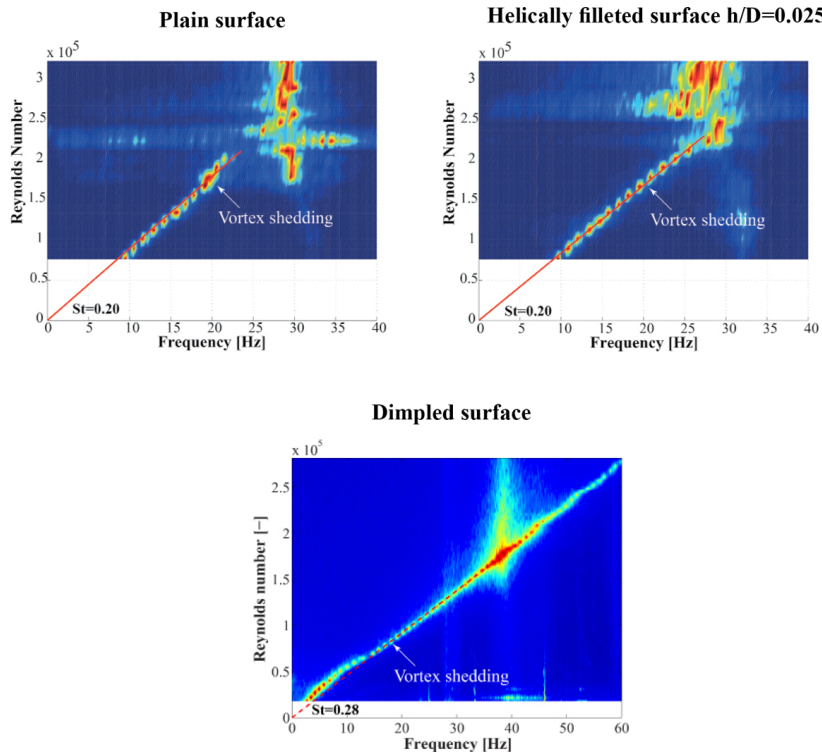 Plain surface
x 10^5
3
2.5
2
1.5
1
0.5
0
Reynolds Number
Vortex shedding
St=0.20
0 5 10 15 20 25 30 35 40
Frequency [Hz]
Helically filleted surface h/D=0.025
x 10^5
3
2.5
2
1.5
1
0.5
0
Reynolds Number
Vortex shedding
St=0.20
0 10 15 20 25 30 35 40
Frequency [Hz]
Dimpled surface
x 10^5
2.5
2
1.5
1
0.5
0
Reynolds number [−]
Vortex shedding
St=0.28
0 10 20 30 40 50 60
Frequency [Hz]